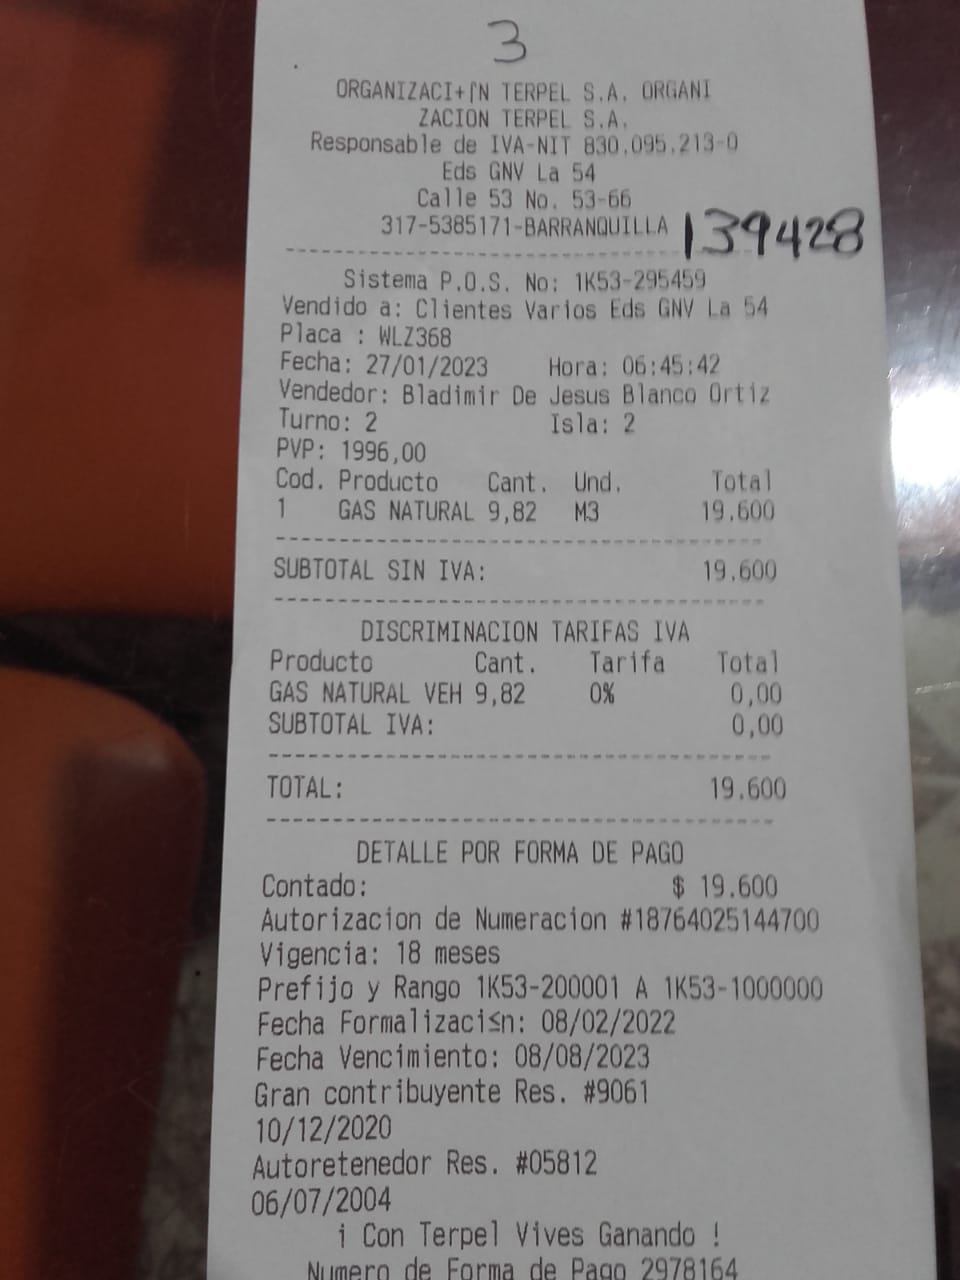 3
ORGANIZACI+⌠N TERPEL S.A. ORGANI
ZACION TERPEL S.A.
Responsable de IVA-NIT 830.095.213-0
Eds GNV La 54
Calle 53 No. 53-66
317-5385171-BARRANQUILLA 139428
Sistema P.O.S. No: 1K53-295459
Vendido a: Clientes Varios Eds GNV La 54
Placa : WLZ368
Fecha: 27/01/2023 Hora: 06:45:42
Vendedor: Bladimir De Jesus Blanco Ortiz
Turno: 2 Isla: 2
PVP: 1996,00
Cod. Producto Cant. Und. Total
1 GAS NATURAL 9,82 M3 19.600
SUBTOTAL SIN IVA: 19.600
DISCRIMINACION TARIFAS IVA
Producto Cant. Tarifa Total
GAS NATURAL VEH 9,82 0% 0,00
SUBTOTAL IVA: 0,00
TOTAL: 19.600
DETALLE POR FORMA DE PAGO
Contado: $ 19.600
Autorizacion de Numeracion #18764025144700
Vigencia: 18 meses
Prefijo y Rango 1K53-200001 A 1K53-1000000
Fecha Formalizaci≤n: 08/02/2022
Fecha Vencimiento: 08/08/2023
Gran contribuyente Res. #9061
10/12/2020
Autoretenedor Res. #05812
06/07/2004
¡ Con Terpel Vives Ganando !
Numero de Forma de Pago 2978164